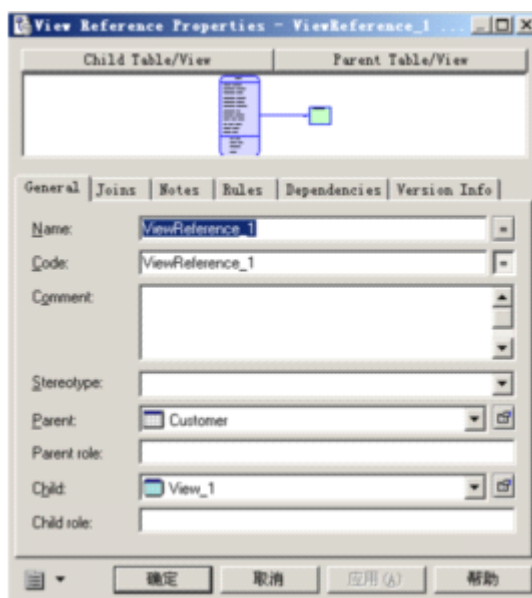 View Reference Properties - ViewReference_1 ...
Child Table/View Parent Table/View
General Joins Notes Rules Dependencies Version Info
Name: ViewReference_1 =
Code: ViewReference_1 =
Comment:
Stereotype:
Parent: Customer
Parent role:
Child: View_1
Child role:
确定 取消 应用(A) 帮助